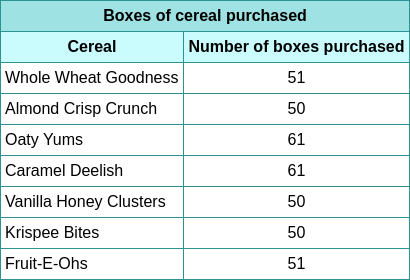 Boxes of cereal purchased
Cereal Number of boxes purchased
Whole Wheat Goodness 51
Almond Crisp Crunch 50
Oaty Yums 61
Caramel Deelish 61
Vanilla Honey Clusters 50
Krispee Bites 50
Fruit-E-Ohs 51